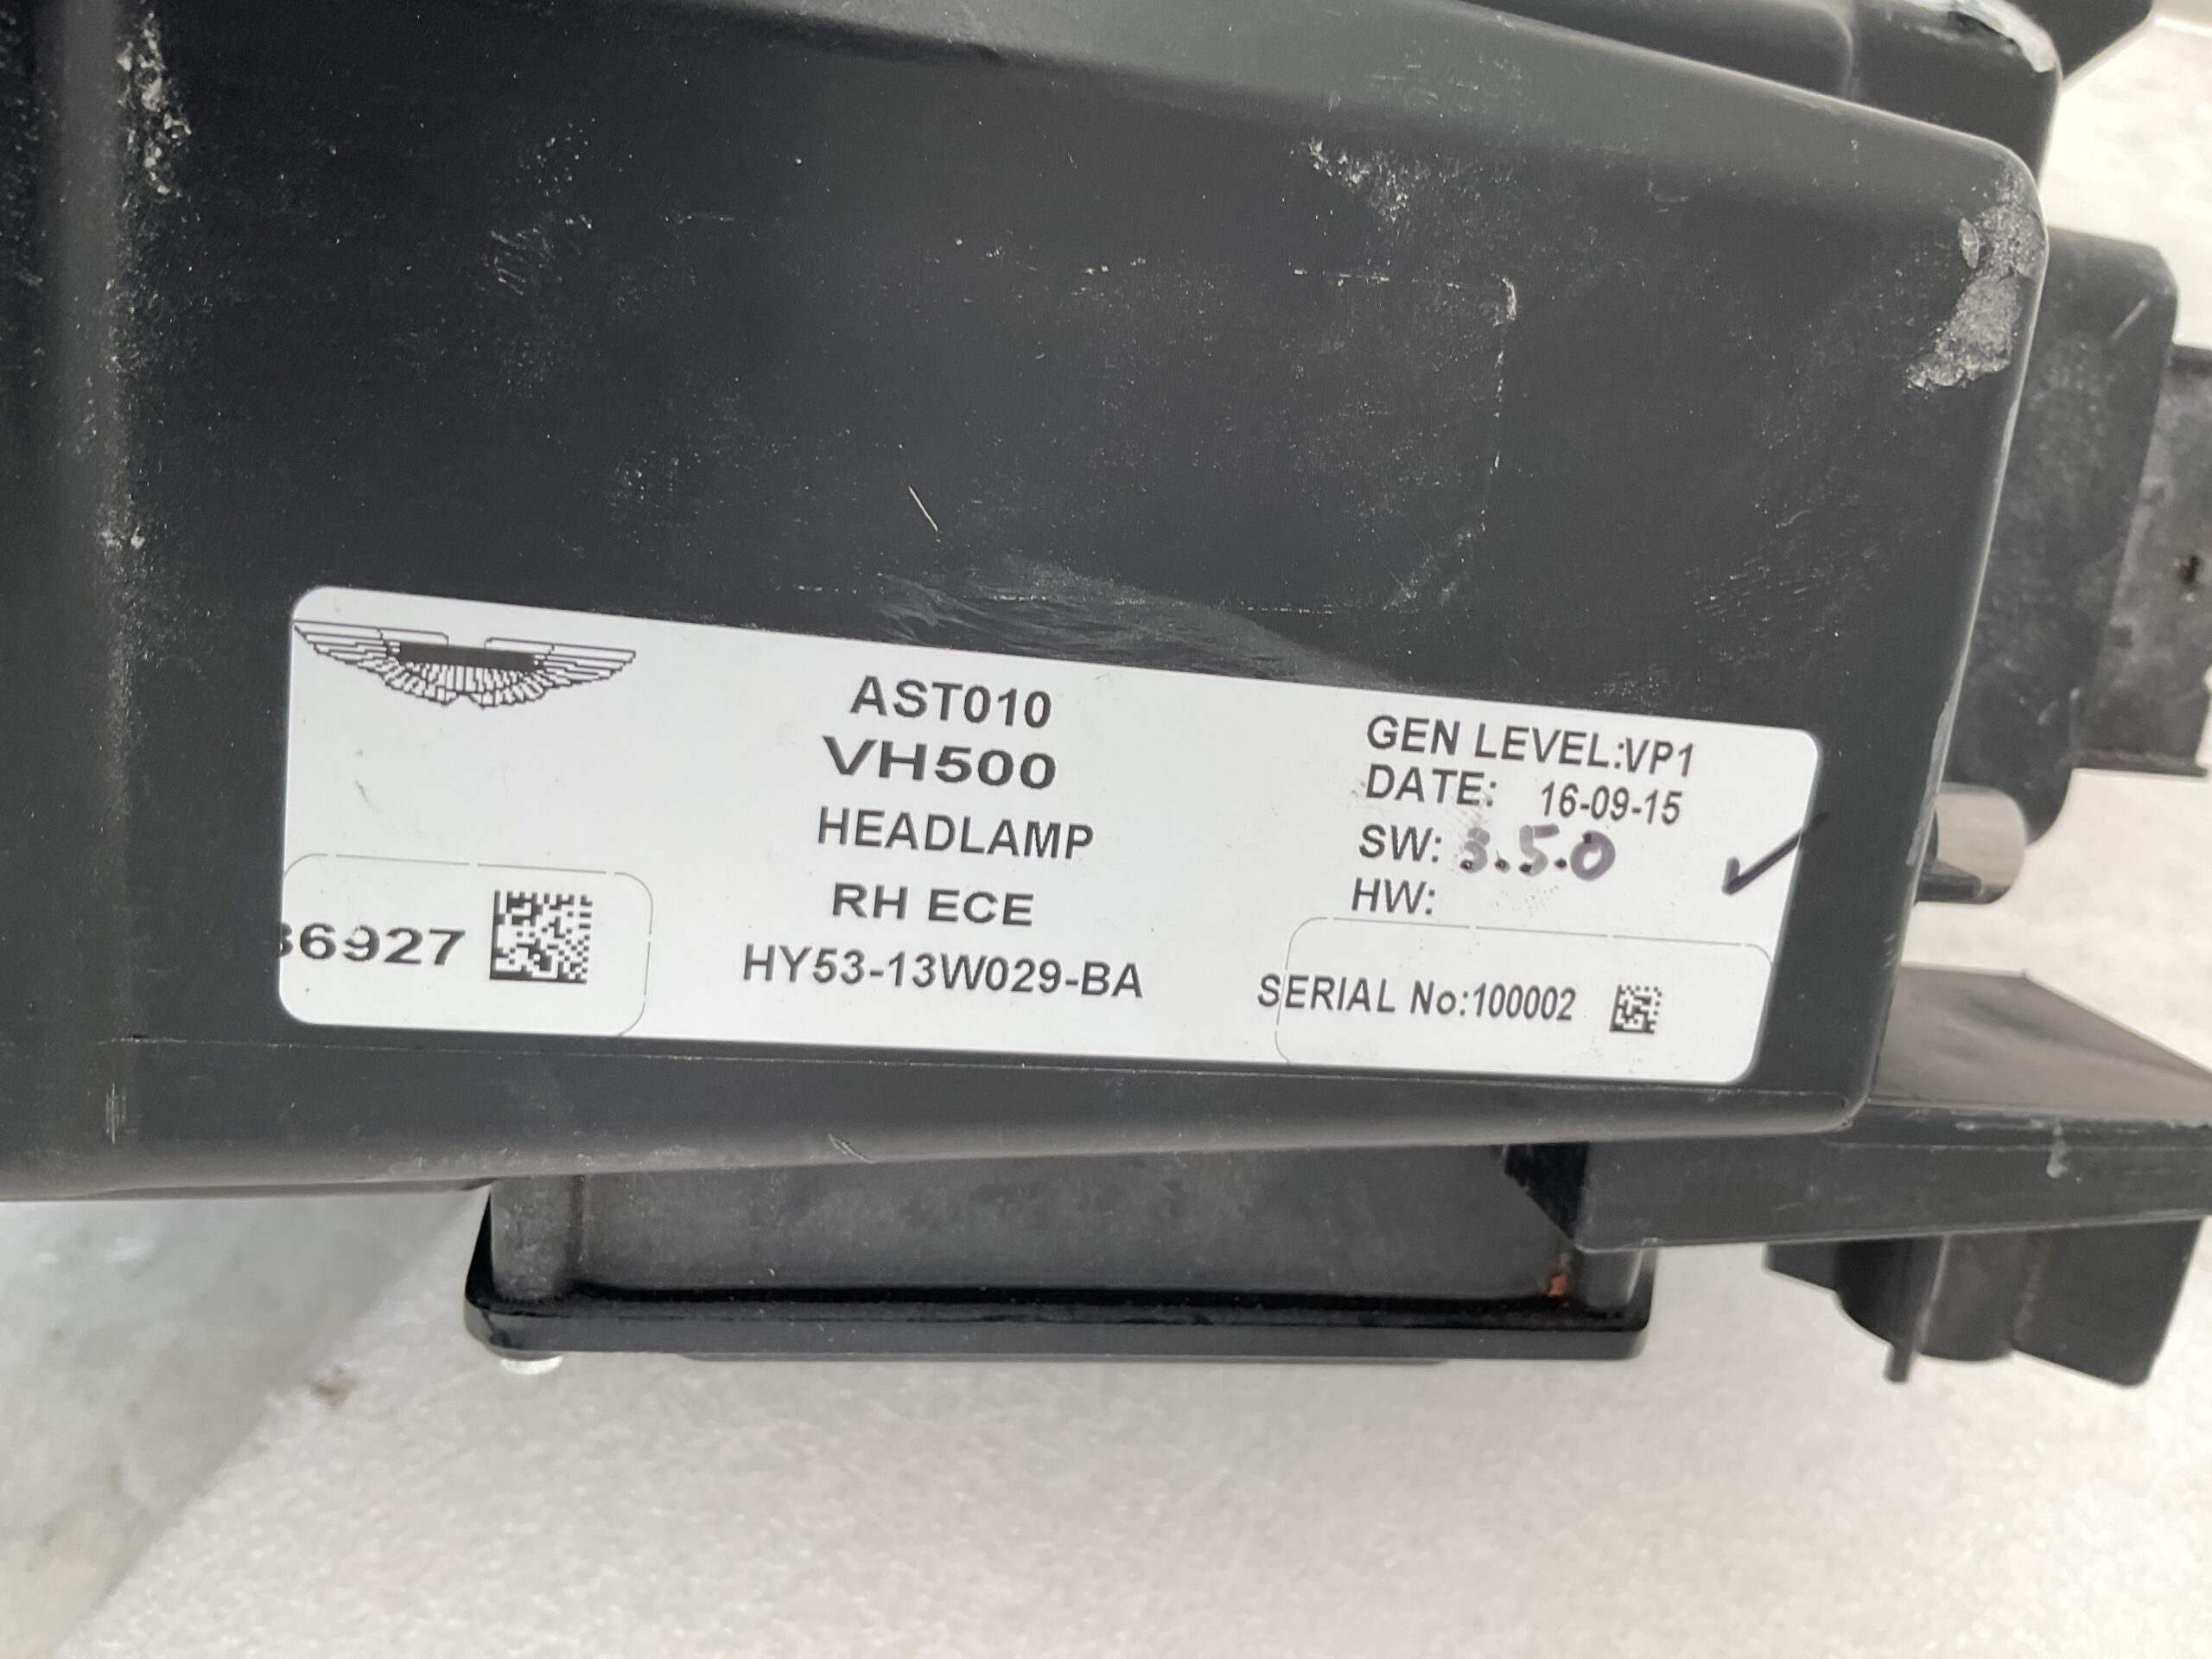 AST010
VH500
HEADLAMP
RH ECE
HY53-13W029-BA
36927
GEN LEVEL:VP1
DATE: 16-09-15
SW: 3.5.0
HW:
SERIAL No:100002